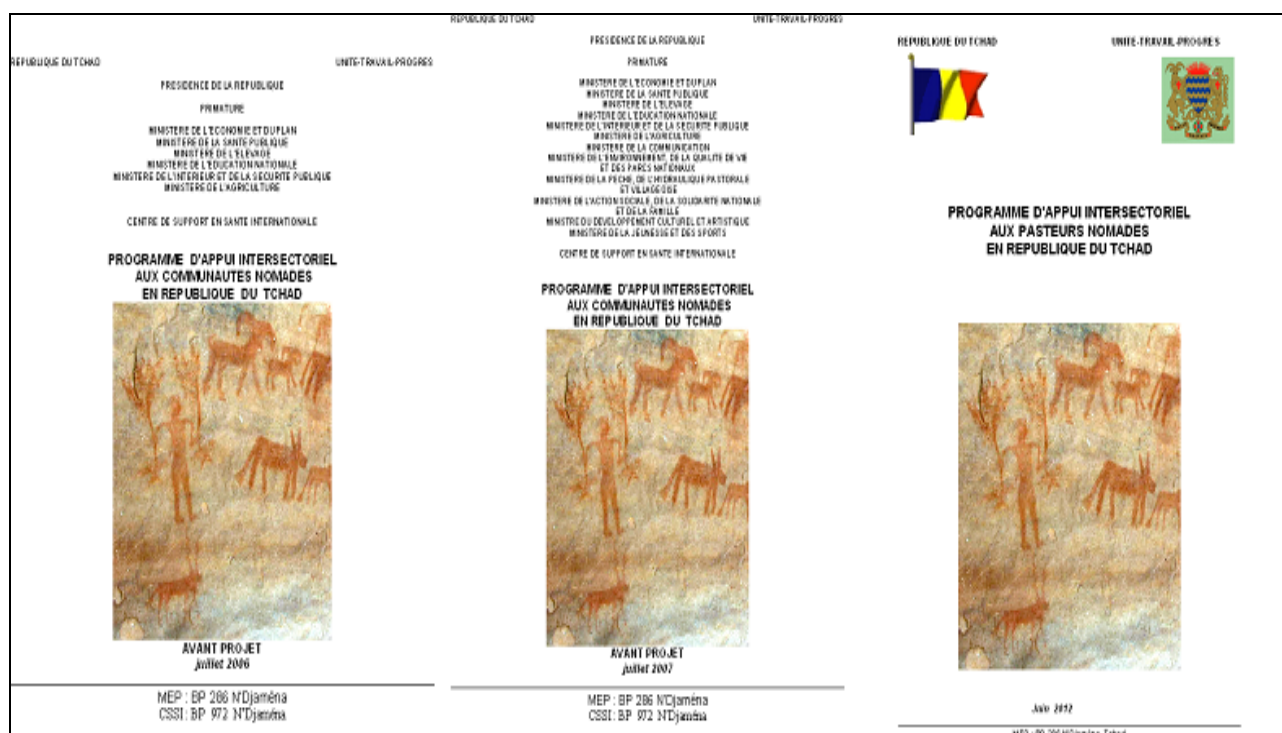 REPUBLIQUE DU TCHAD UNITE-TRAVAIL-PROGRES
PRESIDENCE DE LA REPUBLIQUE
PRIMATURE
MINISTERE DE L'ECONOMIE ET DU PLAN
MINISTERE DE LA SANTE PUBLIQUE
MINISTERE DE L'ELEVAGE
MINISTERE DE L'EDUCATION NATIONALE
MINISTERE DE L'INTERIEUR ET DE LA SECURITE PUBLIQUE
MINISTERE DE L'AGRICULTURE
CENTRE DE SUPPORT EN SANTE INTERNATIONALE
PROGRAMME D'APPUI INTERSECTORIEL
AUX COMMUNAUTES NOMADES
EN REPUBLIQUE DU TCHAD
AVANT PROJET
juillet 2006
MEP : BP 286 N'Djaména
CSSI : BP 972 N'Djaména
REPUBLIQUE DU TCHAD UNITE-TRAVAIL-PROGRES
PRESIDENCE DE LA REPUBLIQUE
PRIMATURE
MINISTERE DE L'ECONOMIE ET DU PLAN
MINISTERE DE LA SANTE PUBLIQUE
MINISTERE DE L'ELEVAGE
MINISTERE DE L'EDUCATION NATIONALE
MINISTERE DE L'INTERIEUR ET DE LA SECURITE PUBLIQUE
MINISTERE DE L'AGRICULTURE
MINISTERE DE LA COMMUNICATION
MINISTERE DE L'ENVIRONNEMENT, DE LA QUALITE DE VIE
ET DES PARCS NATIONAUX
MINISTERE DE LA PECHE, DE L'HYDRAULIQUE PASTORALE
ET VILLAGEOISE
MINISTERE DE L'ACTION SOCIALE, DE LA SOLIDARITE NATIONALE
ET DE LA FAMILLE
MINISTRE DU DEVELOPPEMENT CULTUREL ET ARTISTIQUE
MINISTERE DE LA JEUNESSE ET DES SPORTS
CENTRE DE SUPPORT EN SANTE INTERNATIONALE
PROGRAMME D'APPUI INTERSECTORIEL
AUX COMMUNAUTES NOMADES
EN REPUBLIQUE DU TCHAD
AVANT PROJET
juillet 2007
MEP : BP 286 N'Djaména
CSSI : BP 972 N'Djaména
REPUBLIQUE DU TCHAD UNITE-TRAVAIL-PROGRES
PROGRAMME D'APPUI INTERSECTORIEL
AUX PASTEURS NOMADES
EN REPUBLIQUE DU TCHAD
2012